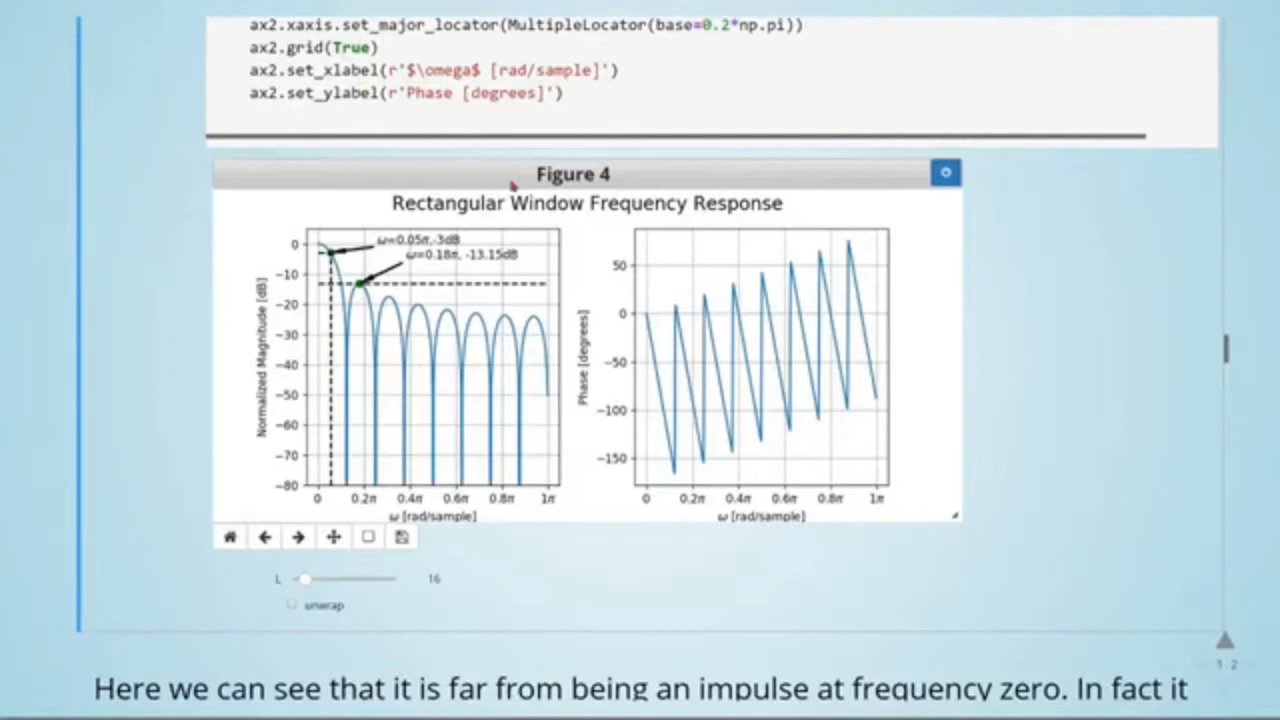 ax2.xaxis.set_major_locator(MultipleLocator(base=0.2*np.pi))
ax2.grid(True)
ax2.set_xlabel(r'$\omega$ [rad/sample]')
ax2.set_ylabel(r'Phase [degrees]')
Figure 4
Rectangular Window Frequency Response
ω=0.05π,-3dB
ω=0.18π, -13.15dB
Normalized Magnitude [dB]
0
−10
−20
−30
−40
−50
−60
−70
−80
0 0.2π 0.4π 0.6π 0.8π 1π
ω [rad/sample]
Phase [degrees]
50
0
−50
−100
−150
0 0.2π 0.4π 0.6π 0.8π 1π
ω [rad/sample]
L 16
unwrap
1.2
Here we can see that it is far from being an impulse at frequency zero. In fact it